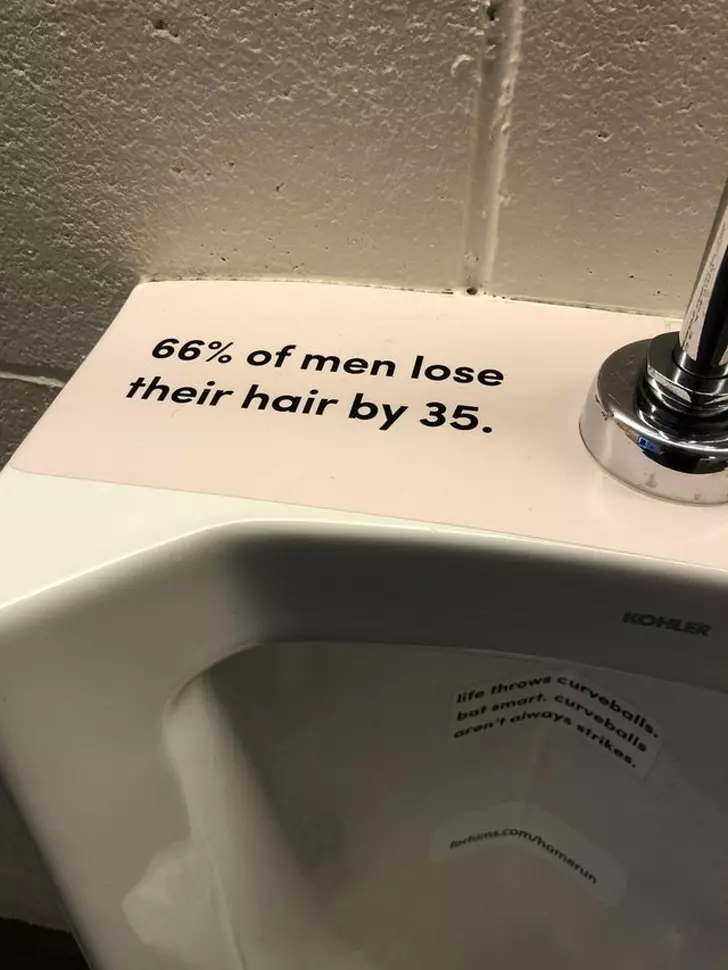 66% of men lose
their hair by 35.
KOHLER
life throws curveballs.
bat smart. curveballs
aren't always strikes.
forhims.com/homerun